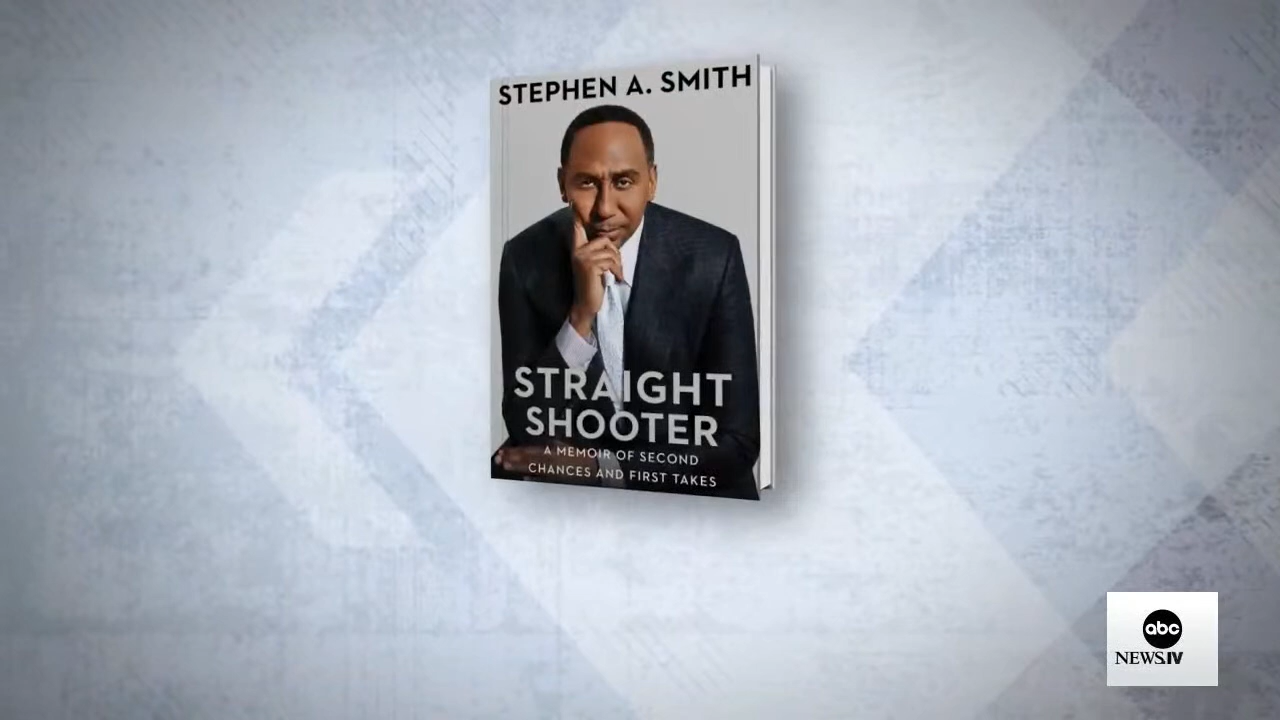 STEPHEN A. SMITH
STRAIGHT
SHOOTER
A MEMOIR OF SECOND
CHANCES AND FIRST TAKES
abc
NEWS.IV